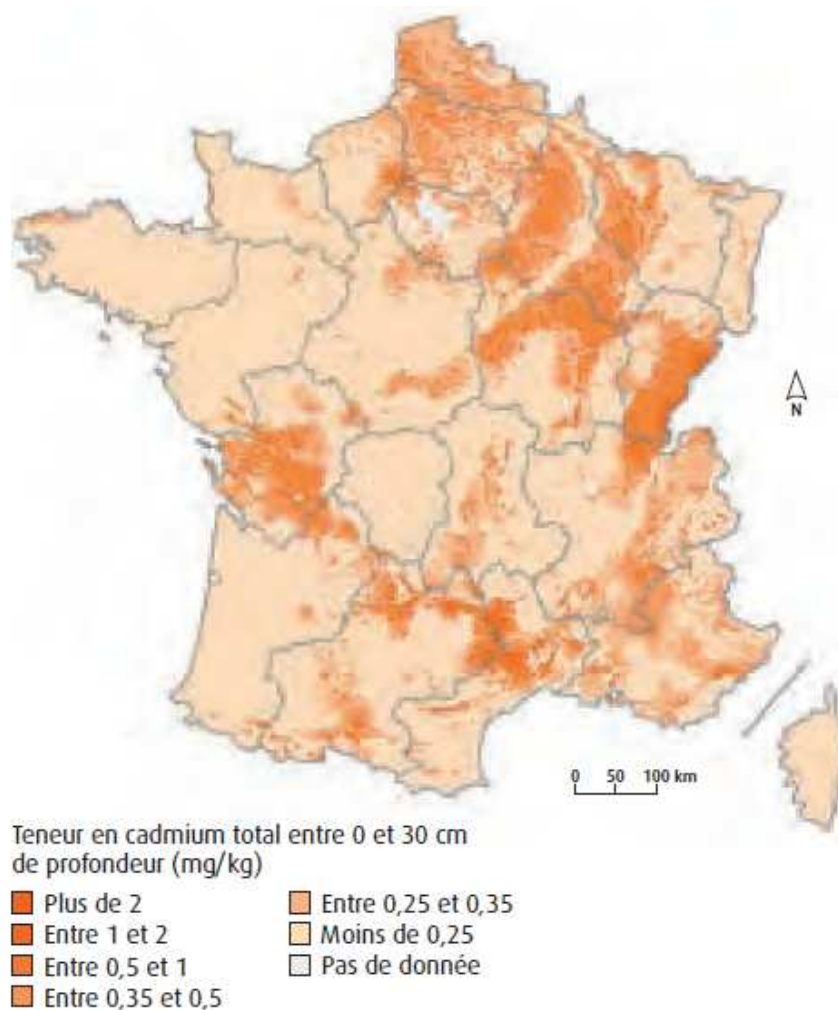 N
0 50 100 km
Teneur en cadmium total entre 0 et 30 cm
de profondeur (mg/kg)
Plus de 2
Entre 1 et 2
Entre 0,5 et 1
Entre 0,35 et 0,5
Entre 0,25 et 0,35
Moins de 0,25
Pas de donnée